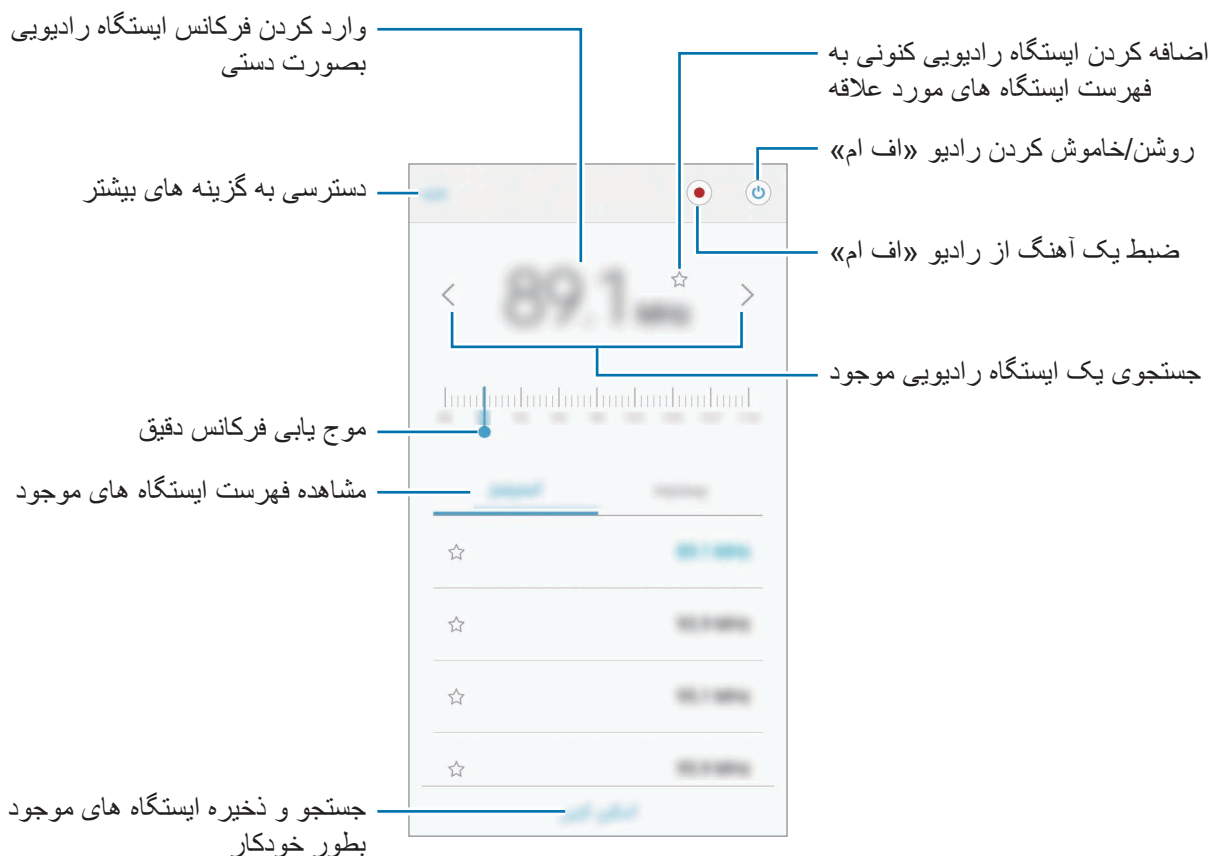 وارد کردن فرکانس ایستگاه رادیویی
بصورت دستی
اضافه کردن ایستگاه رادیویی کنونی به
فهرست ایستگاه های مورد علاقه
روشن/خاموش کردن رادیو «اف ام»
دسترسی به گزینه های بیشتر
ضبط یک آهنگ از رادیو «اف ام»
89.1
جستجوی یک ایستگاه رادیویی موجود
موج یابی فرکانس دقیق
مشاهده فهرست ایستگاه های موجود
جستجو و ذخیره ایستگاه های موجود
بطور خودکار